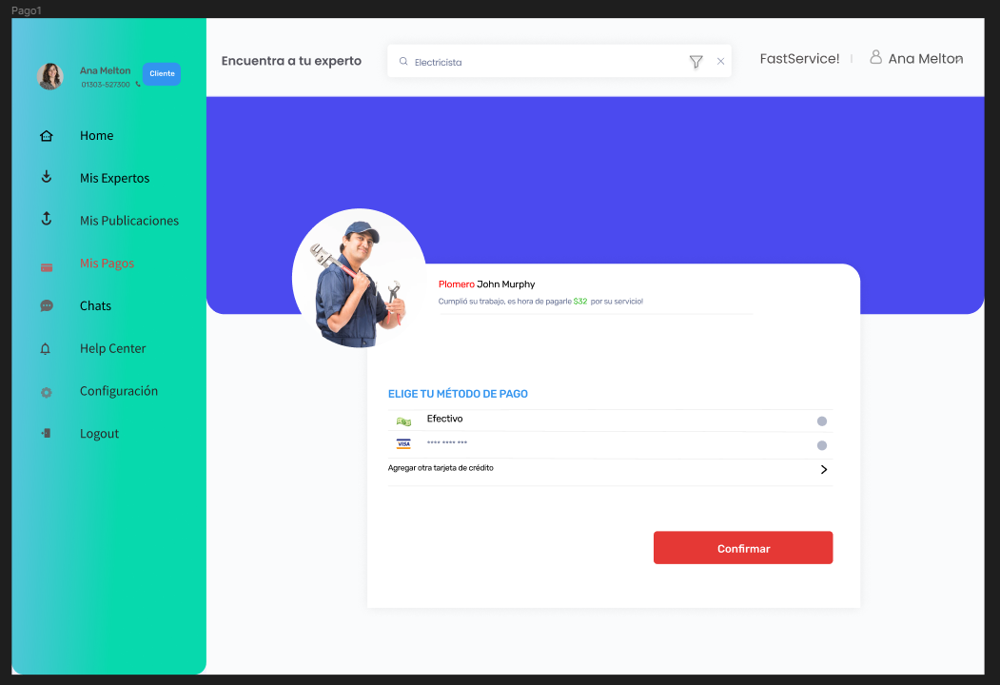 Pago1
Ana Melton
Cliente
01303-527300
Home
Mis Expertos
Mis Publicaciones
Mis Pagos
Chats
Help Center
Configuración
Logout
Encuentra a tu experto
Electricista
FastService!
Ana Melton
Plomero John Murphy
Cumplió su trabajo, es hora de pagarle $32 por su servicio!
ELIGE TU MÉTODO DE PAGO
Efectivo
VISA
**** **** ***
Agregar otra tarjeta de crédito
Confirmar